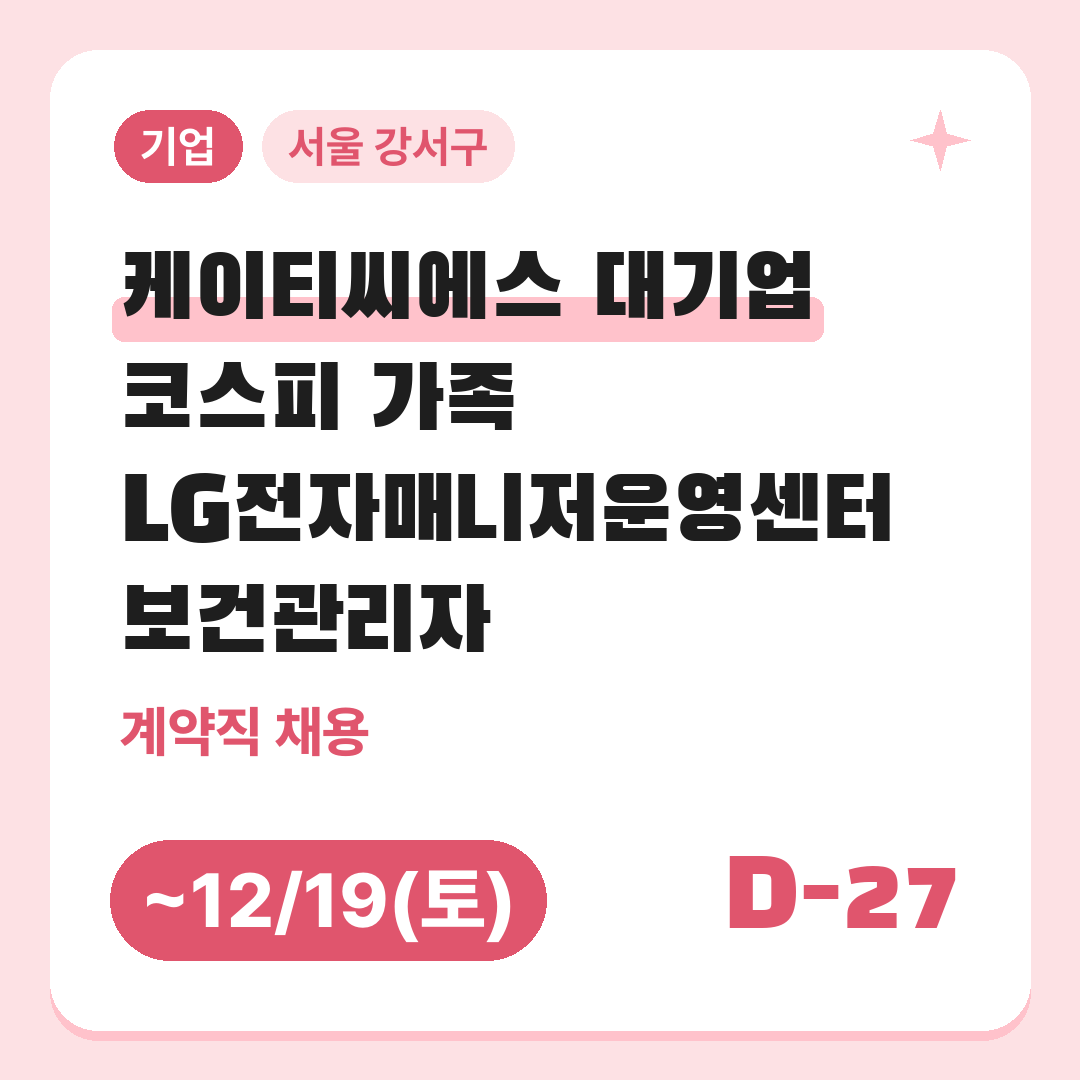 기업
서울 강서구
케이티씨에스 대기업
코스피 가족
LG전자매니저운영센터
보건관리자
계약직 채용
~12/19(토)
D-27